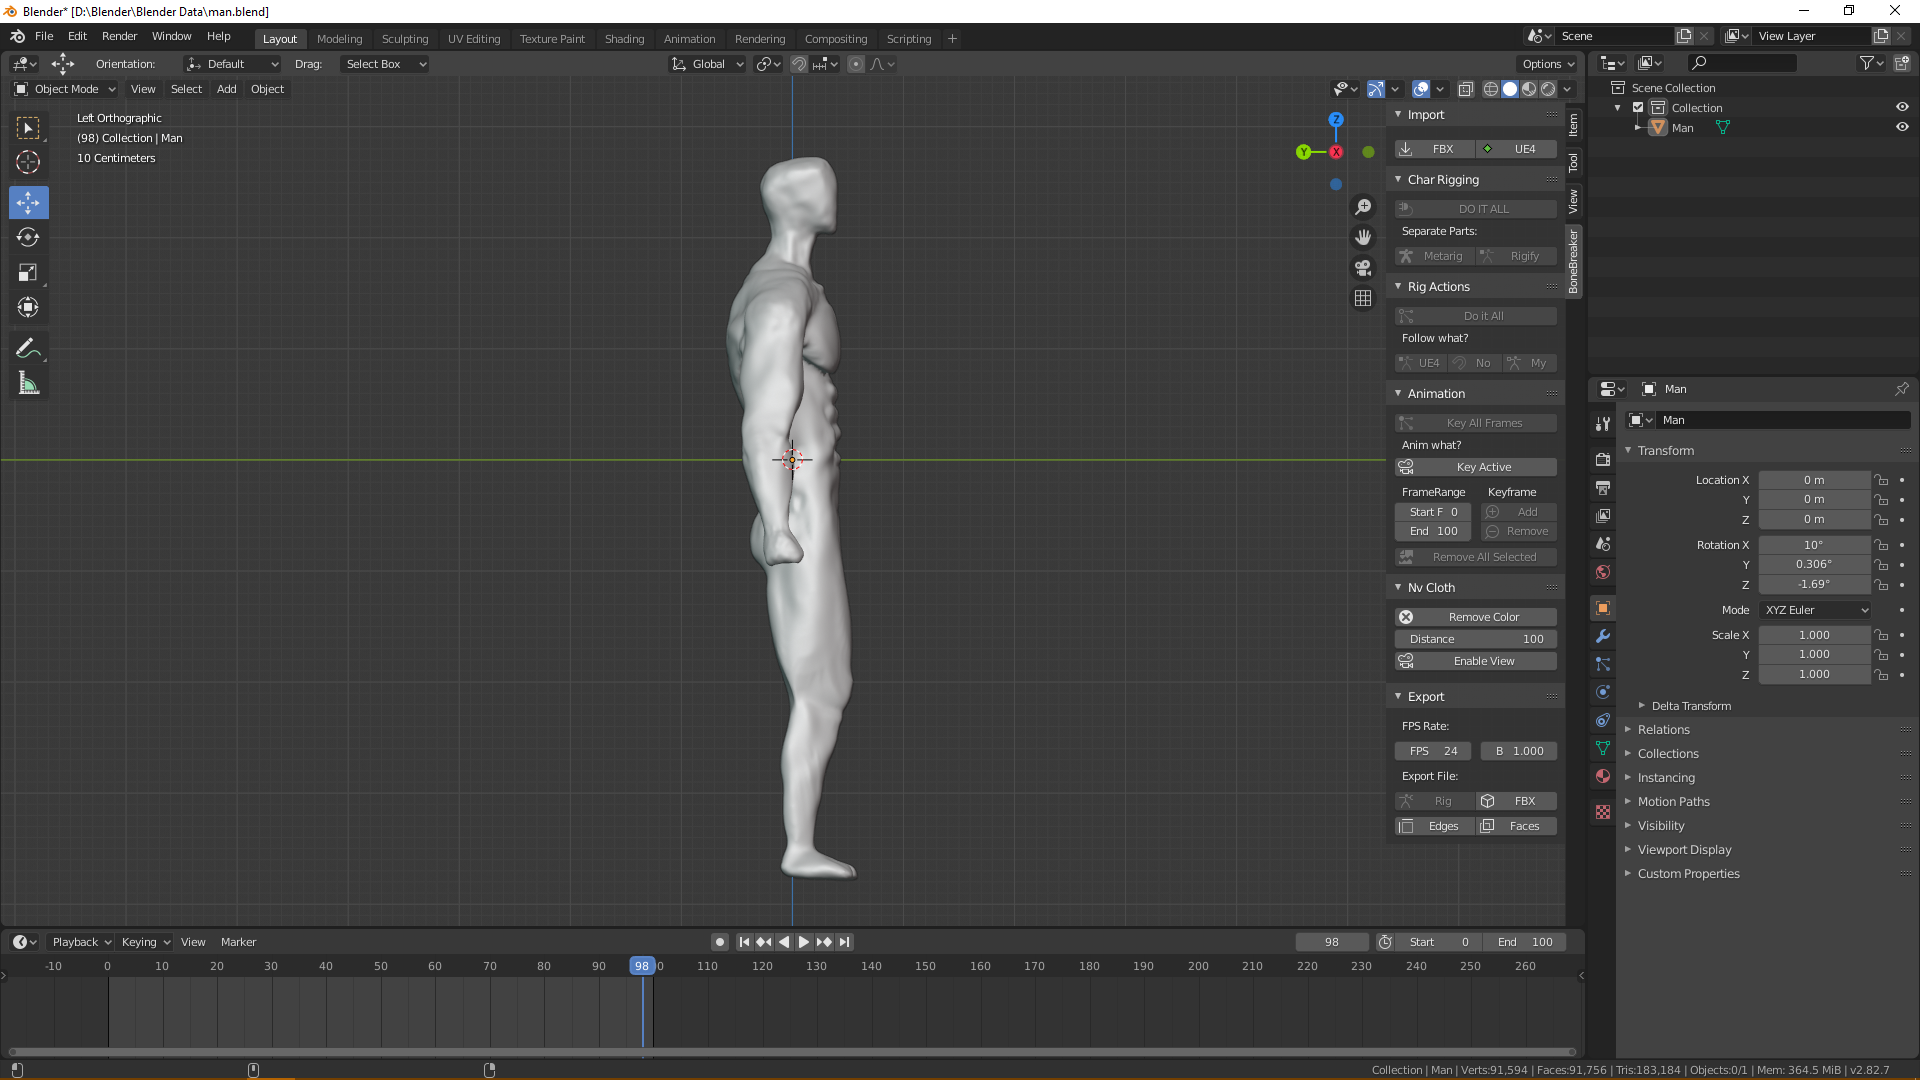 Blender* [D:\Blender\Blender Data\man.blend]
File Edit Render Window Help Layout Modeling Sculpting UV Editing Texture Paint Shading Animation Rendering Compositing Scripting + Scene View Layer
Orientation: Default Drag: Select Box Global Options
Object Mode View Select Add Object
Left Orthographic
(98) Collection | Man
10 Centimeters
Z
Y
X
Import
FBX UE4
Char Rigging
DO IT ALL
Separate Parts:
Metarig Rigify
Rig Actions
Do it All
Follow what?
UE4 No My
Animation
Key All Frames
Anim what?
Key Active
FrameRange Keyframe
Start F 0 Add
End 100 Remove
Remove All Selected
Nv Cloth
Remove Color
Distance 100
Enable View
Export
FPS Rate:
FPS 24 B 1.000
Export File:
Rig FBX
Edges Faces
Item
Tool
View
BoneBreaker
Scene Collection
Collection
Man
Man
Man
Transform
Location X 0 m
Y 0 m
Z 0 m
Rotation X 10°
Y 0.306°
Z -1.69°
Mode XYZ Euler
Scale X 1.000
Y 1.000
Z 1.000
Delta Transform
Relations
Collections
Instancing
Motion Paths
Visibility
Viewport Display
Custom Properties
Playback Keying View Marker 98 Start 0 End 100
-10 0 10 20 30 40 50 60 70 80 90 98 0 110 120 130 140 150 160 170 180 190 200 210 220 230 240 250 260
Collection | Man | Verts:91,594 | Faces:91,756 | Tris:183,184 | Objects:0/1 | Mem: 364.5 MiB | v2.82.7